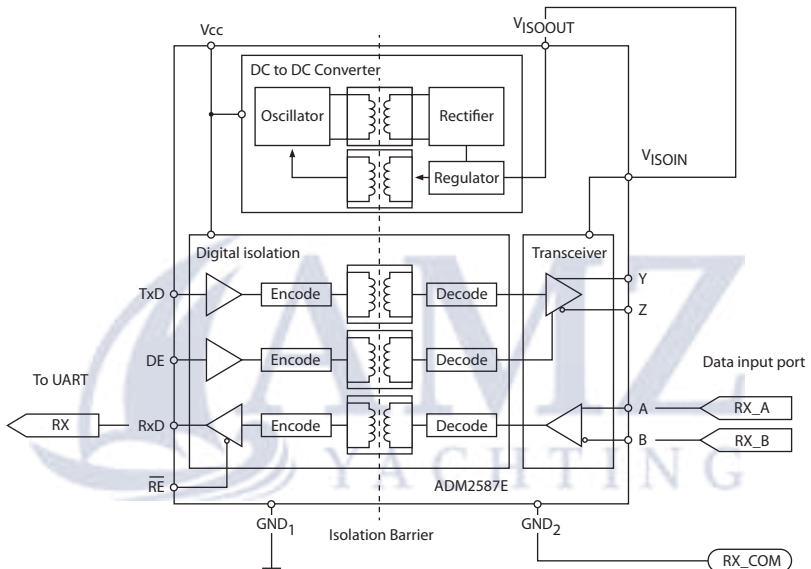 Vcc
VISOOUT
DC to DC Converter
Oscillator
Rectifier
Regulator
VISOIN
Digital isolation
Transceiver
TxD
Encode
Decode
Y
Z
DE
Encode
Decode
To UART
Data input port
RX
RxD
Encode
Decode
A
RX_A
B
RX_B
RE
ADM2587E
GND1
Isolation Barrier
GND2
RX_COM
AMZ
YACHTING